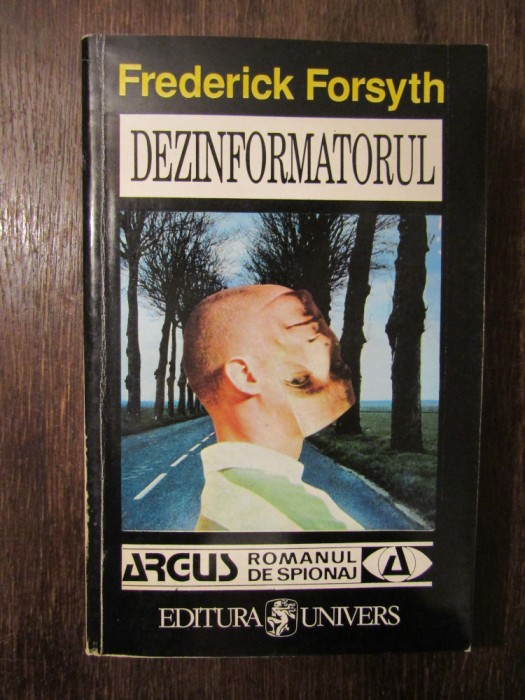 Frederick Forsyth
DEZINFORMATORUL
ARGUS ROMANUL
DE SPIONAJ
EDITURA UNIVERS